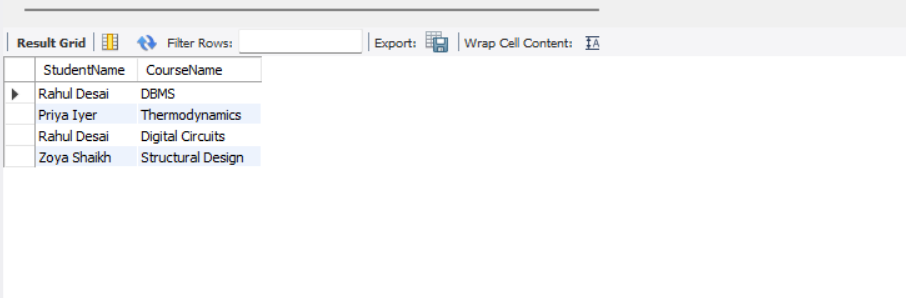 Result Grid Filter Rows: Export: Wrap Cell Content: IA
StudentName CourseName
Rahul Desai DBMS
Priya Iyer Thermodynamics
Rahul Desai Digital Circuits
Zoya Shaikh Structural Design